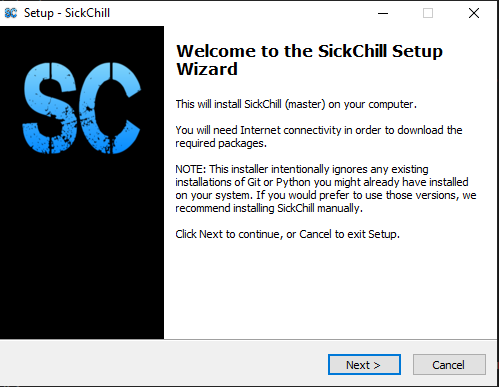 Setup - SickChill
SC
Welcome to the SickChill Setup
Wizard
This will install SickChill (master) on your computer.
You will need Internet connectivity in order to download the
required packages.
NOTE: This installer intentionally ignores any existing
installations of Git or Python you might already have installed
on your system. If you would prefer to use those versions, we
recommend installing SickChill manually.
Click Next to continue, or Cancel to exit Setup.
Next >
Cancel